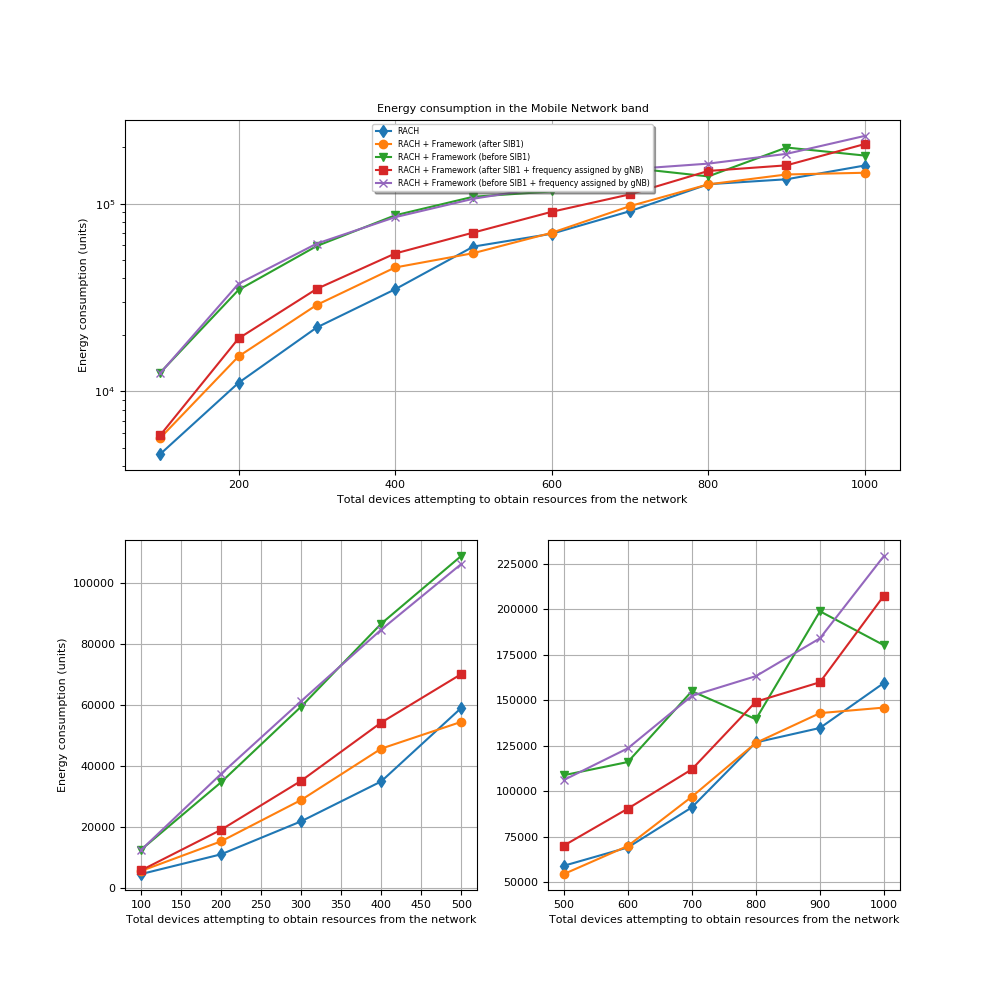 Energy consumption in the Mobile Network band
RACH
RACH + Framework (after SIB1)
RACH + Framework (before SIB1)
RACH + Framework (after SIB1 + frequency assigned by gNB)
RACH + Framework (before SIB1 + frequency assigned by gNB)
Energy consumption (units)
10⁵
10⁴
200 400 600 800 1000
Total devices attempting to obtain resources from the network
Energy consumption (units)
100000
80000
60000
40000
20000
0
100 150 200 250 300 350 400 450 500
Total devices attempting to obtain resources from the network
225000
200000
175000
150000
125000
100000
75000
50000
500 600 700 800 900 1000
Total devices attempting to obtain resources from the network